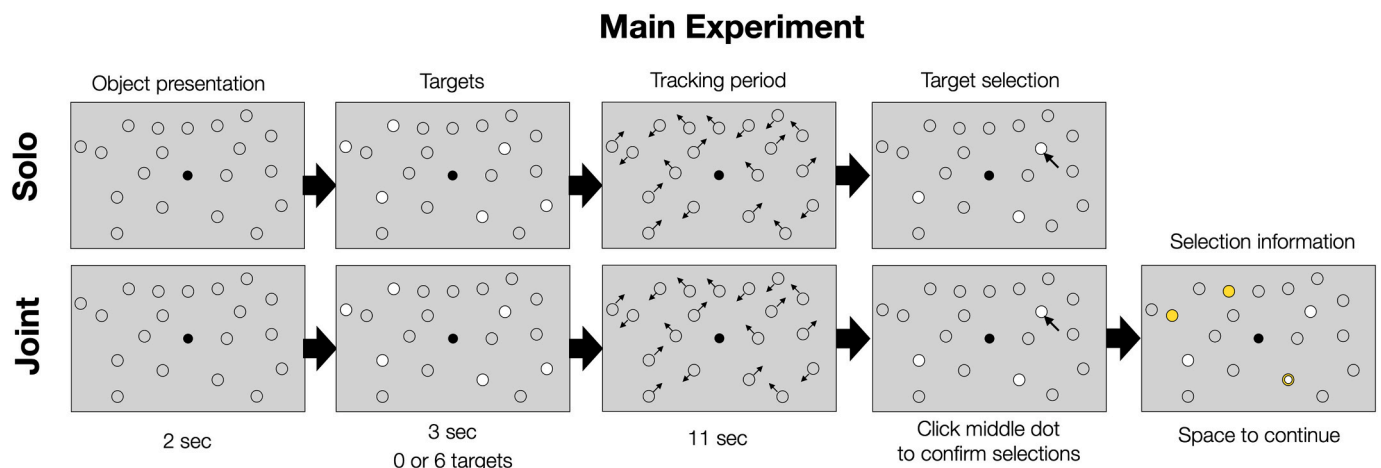 Main Experiment
Object presentation
Targets
Tracking period
Target selection
Solo
Selection information
Joint
2 sec
3 sec
0 or 6 targets
11 sec
Click middle dot
to confirm selections
Space to continue